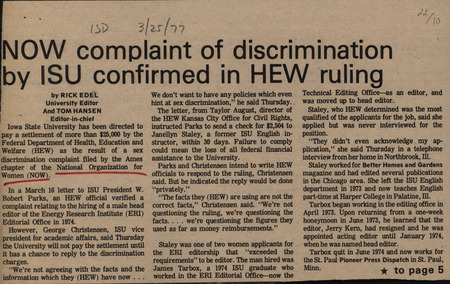 ISD 3/25/77
22/10
NOW complaint of discrimination
by ISU confirmed in HEW ruling
by RICK EDEL
University Editor
And TOM HANSEN
Editor-in-chief
Iowa State University has been directed to
pay a settlement of more than $25,000 by the
Federal Department of Health, Education and
Welfare (HEW) as the result of a sex
discrimination complaint filed by the Ames
chapter of the National Organization for
Women (NOW).
In a March 16 letter to ISU President W.
Robert Parks, an HEW official verified a
complaint relating to the hiring of a male head
editor of the Energy Research Institute (ERI)
Editorial Office in 1974.
However, George Christensen, ISU vice
president for academic affairs, said Thursday
the University will not pay the settlement until
it has a chance to reply to the discrimination
charges.
"We're not agreeing with the facts and the
information which they (HEW) have now . . .
We don't want to have any policies which even
hint at sex discrimination," he said Thursday.
The letter, from Taylor August, director of
the HEW Kansas City Office for Civil Rights,
instructed Parks to send a check for $2,504 to
Janellyn Staley, a former ISU English in-
structor, within 30 days. Failure to comply
could mean the loss of all federal financial
assistance to the University.
Parks and Christensen intend to write HEW
officials to respond to the ruling, Christensen
said. But he indicated the reply would be done
"privately."
"The facts they (HEW) are using are not the
correct facts," Christensen said. "We're not
questioning the ruling, we're questioning the
facts. . . . we're questioning the figures they
used as far as money reimbursements."
Staley was one of two women applicants for
the ERI editorship that "exceeded the
requirements" to be editor. The man hired was
James Tarbox, a 1974 ISU graduate who
worked in the ERI Editorial Office—now the
Technical Editing Office—as an editor, and
was moved up to head editor.
Staley, who HEW determined was the most
qualified of the applicants for the job, said she
applied but was never interviewed for the
position.
"They didn't even acknowledge my ap-
plication," she said Thursday in a telephone
interview from her home in Northbrook, Ill.
Staley worked for Better Homes and Gardens
magazine and had edited several publications
in the Chicago area. She left the ISU English
department in 1973 and now teaches English
part-time at Harper College in Palatine, Ill.
Tarbox began working in the editing office in
April 1973. Upon returning from a one-week
honeymoon in June 1973, he learned that the
editor, Jerry Kern, had resigned and he was
appointed acting editor until January 1974,
when he was named head editor.
Tarbox quit in June 1974 and now works for
the St. Paul Pioneer Press Dispatch in St. Paul,
Minn.
★ to page 5